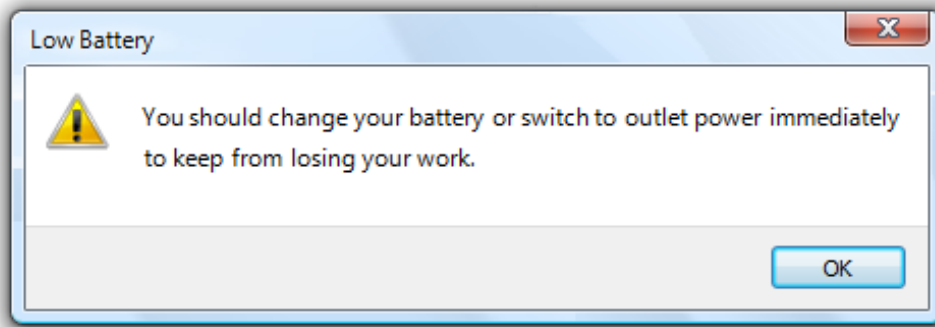 Low Battery
You should change your battery or switch to outlet power immediately
to keep from losing your work.
OK